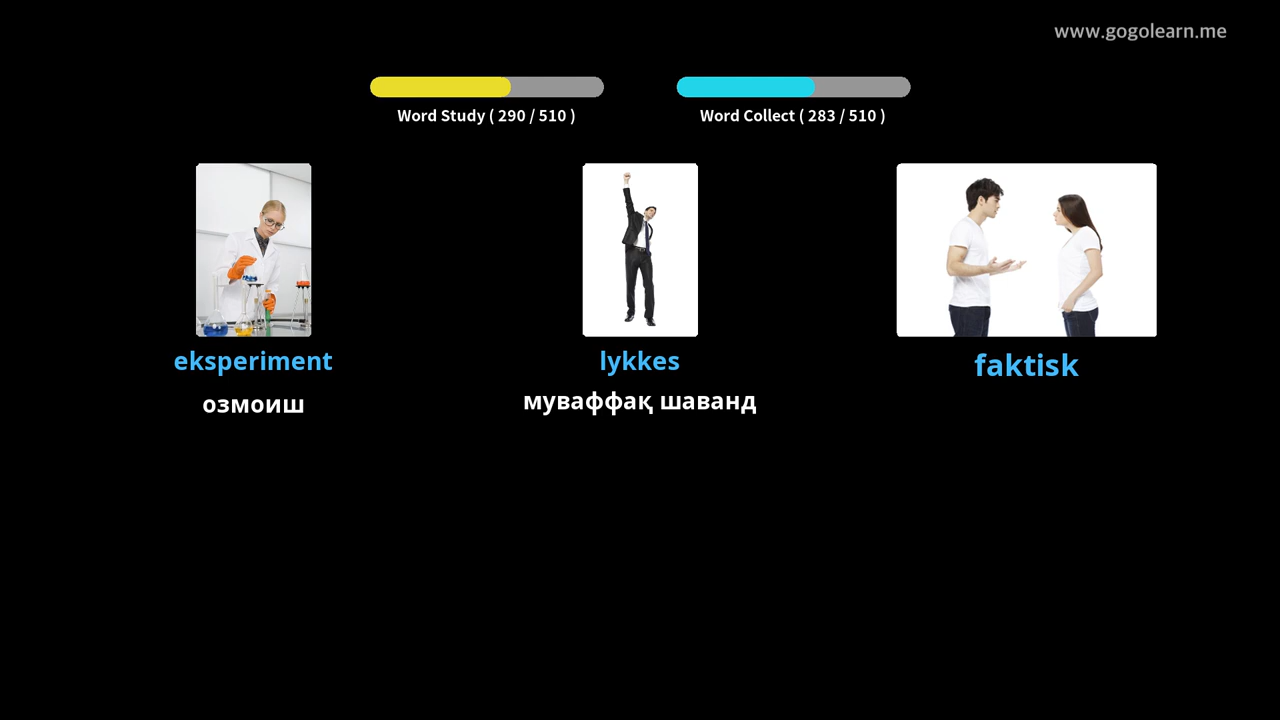 www.gogolearn.me
Word Study ( 290 / 510 )
Word Collect ( 283 / 510 )
eksperiment
lykkes
faktisk
озмоиш
муваффақ шаванд